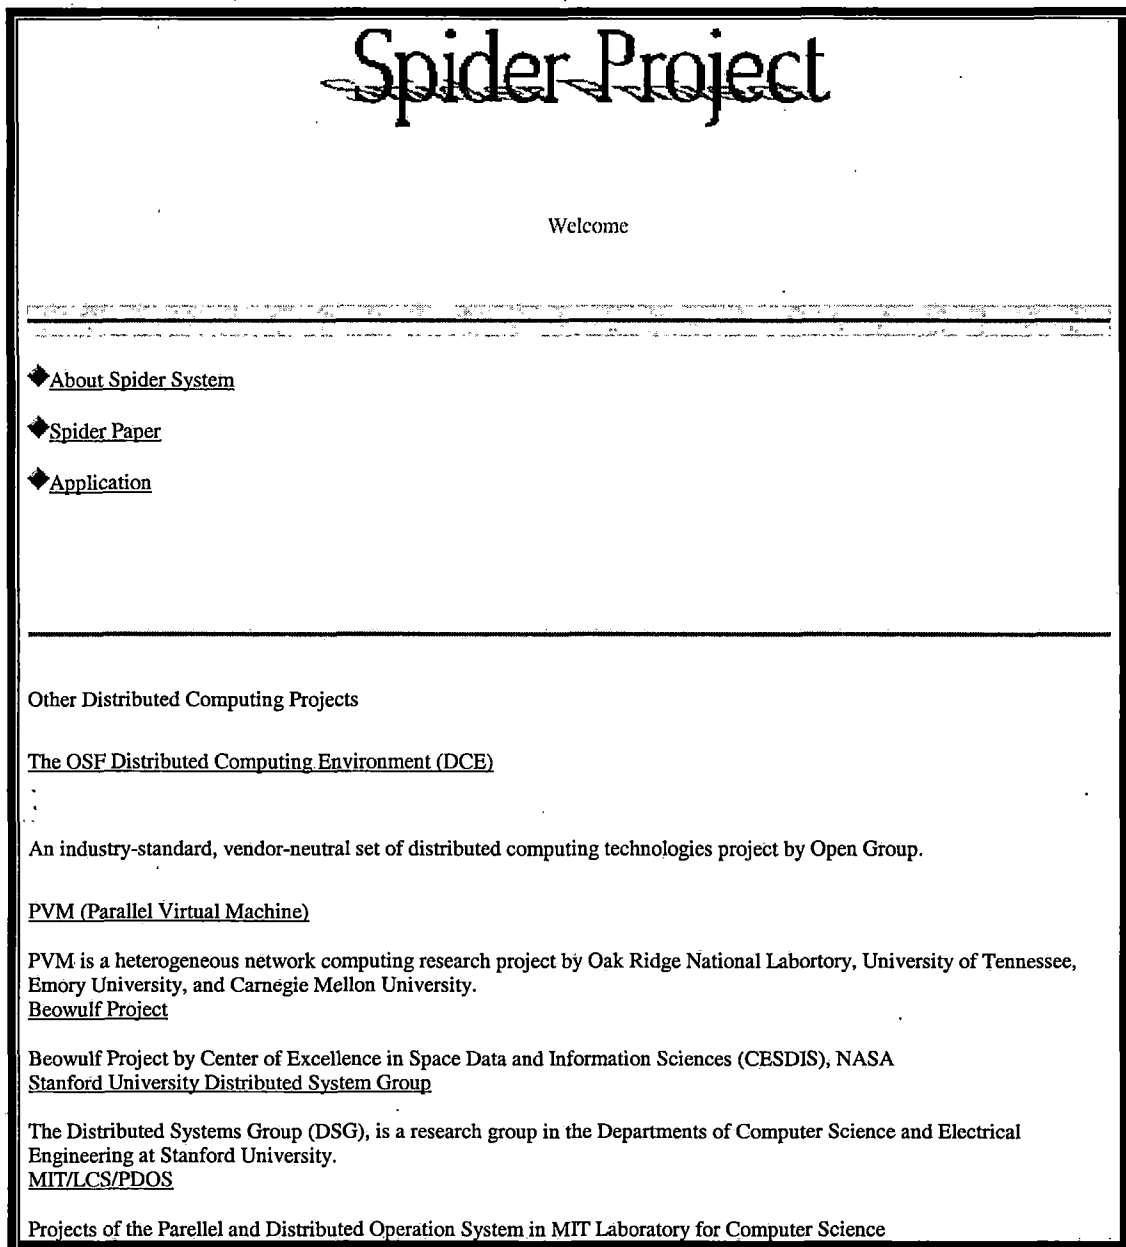 Spider Project
Welcome
About Spider System
Spider Paper
Application
Other Distributed Computing Projects
The OSF Distributed Computing Environment (DCE)
An industry-standard, vendor-neutral set of distributed computing technologies project by Open Group.
PVM (Parallel Virtual Machine)
PVM is a heterogeneous network computing research project by Oak Ridge National Labortory, University of Tennessee,
Emory University, and Carnegie Mellon University.
Beowulf Project
Beowulf Project by Center of Excellence in Space Data and Information Sciences (CESDIS), NASA
Stanford University Distributed System Group
The Distributed Systems Group (DSG), is a research group in the Departments of Computer Science and Electrical
Engineering at Stanford University.
MIT/LCS/PDOS
Projects of the Parellel and Distributed Operation System in MIT Laboratory for Computer Science